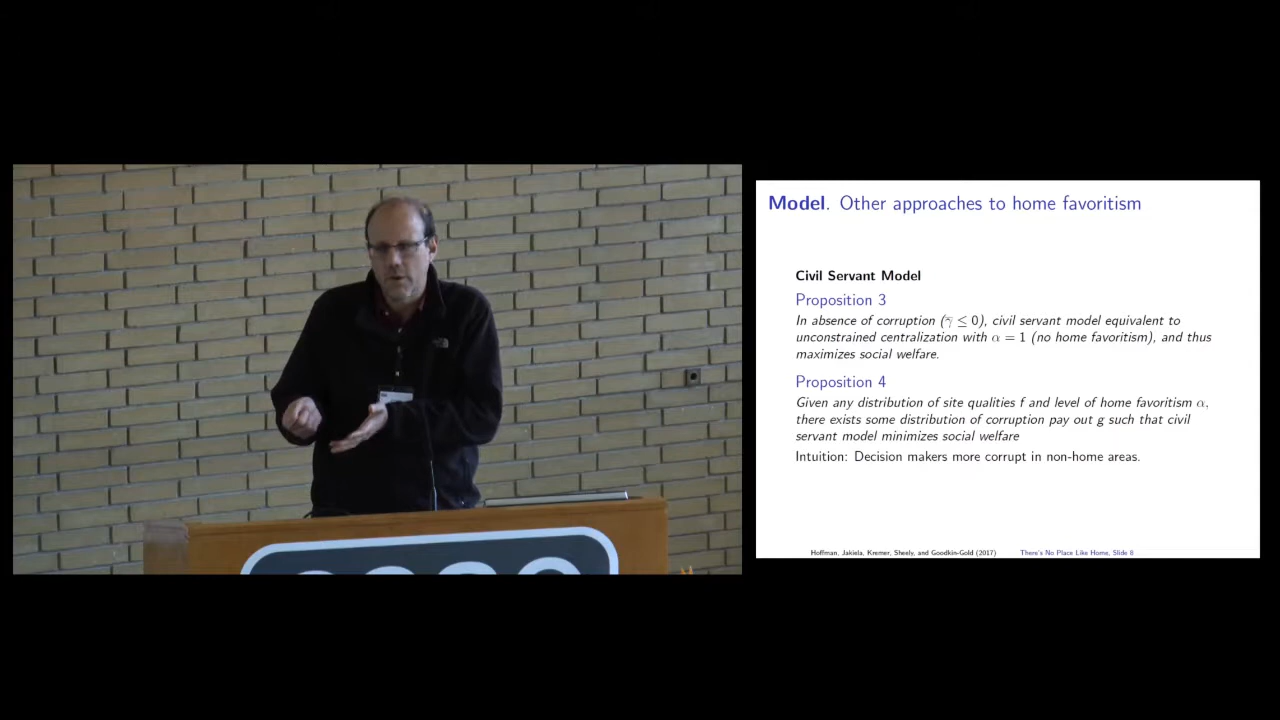 Model. Other approaches to home favoritism
Civil Servant Model
Proposition 3
In absence of corruption (γ̄ ≤ 0), civil servant model equivalent to
unconstrained centralization with α = 1 (no home favoritism), and thus
maximizes social welfare.
Proposition 4
Given any distribution of site qualities f and level of home favoritism α,
there exists some distribution of corruption pay out g such that civil
servant model minimizes social welfare
Intuition: Decision makers more corrupt in non-home areas.
Hoffman, Jakiela, Kremer, Sheely, and Goodkin-Gold (2017) There's No Place Like Home, Slide 6